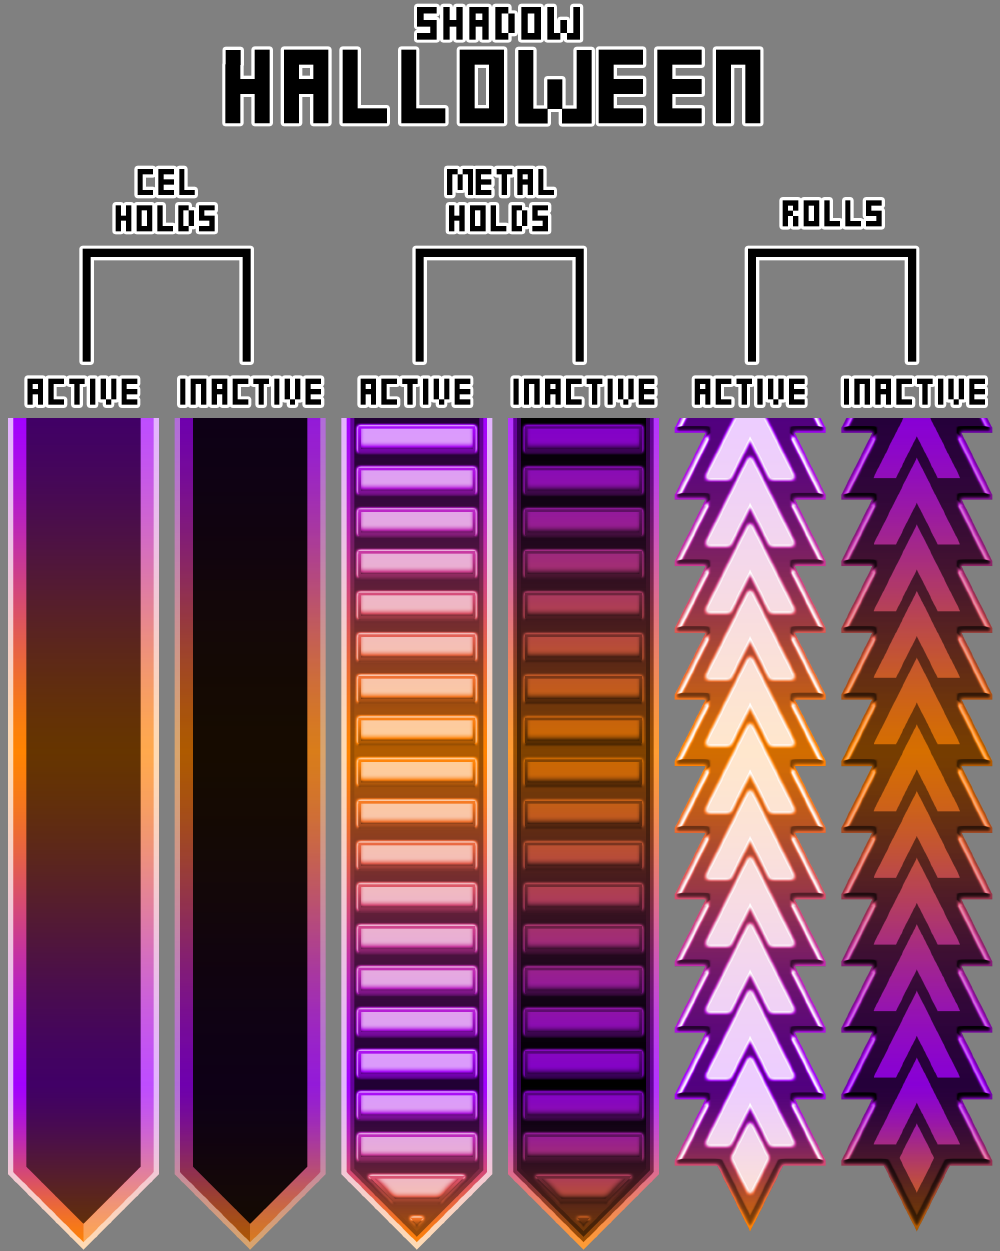 SHADOW
HALLOWEEN
CEL
HOLDS
METAL
HOLDS
ROLLS
ACTIVE INACTIVE ACTIVE INACTIVE ACTIVE INACTIVE